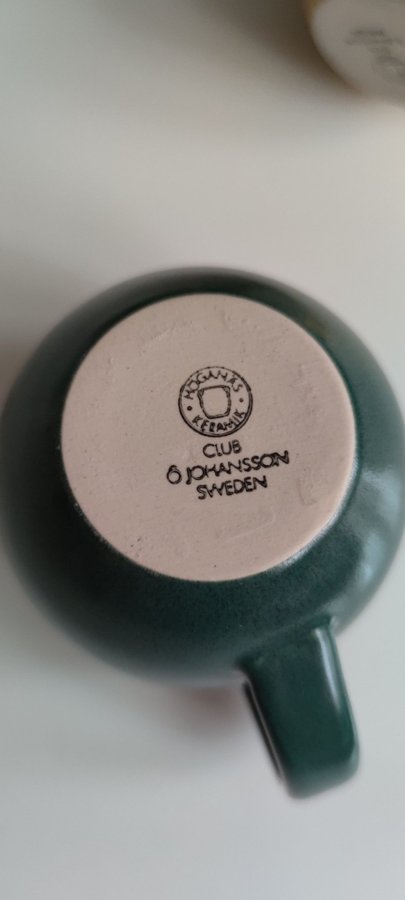 HÖGANÄS
KERAMIK
CLUB
Ö JOHANSSON
SWEDEN